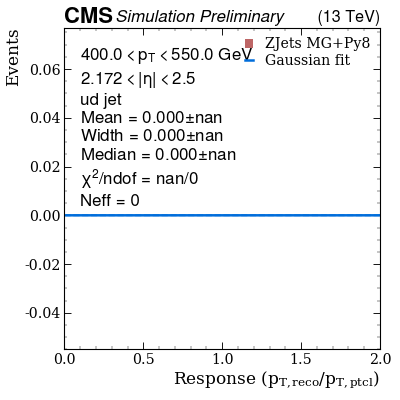 CMS Simulation Preliminary (13 TeV)
Events
400.0 < p_T < 550.0 GeV
2.172 < |η| < 2.5
ud jet
Mean = 0.000±nan
Width = 0.000±nan
Median = 0.000±nan
χ²/ndof = nan/0
Neff = 0
ZJets MG+Py8
Gaussian fit
0.06
0.04
0.02
0.00
-0.02
-0.04
0.0 0.5 1.0 1.5 2.0
Response (p_T,reco/p_T,ptcl)